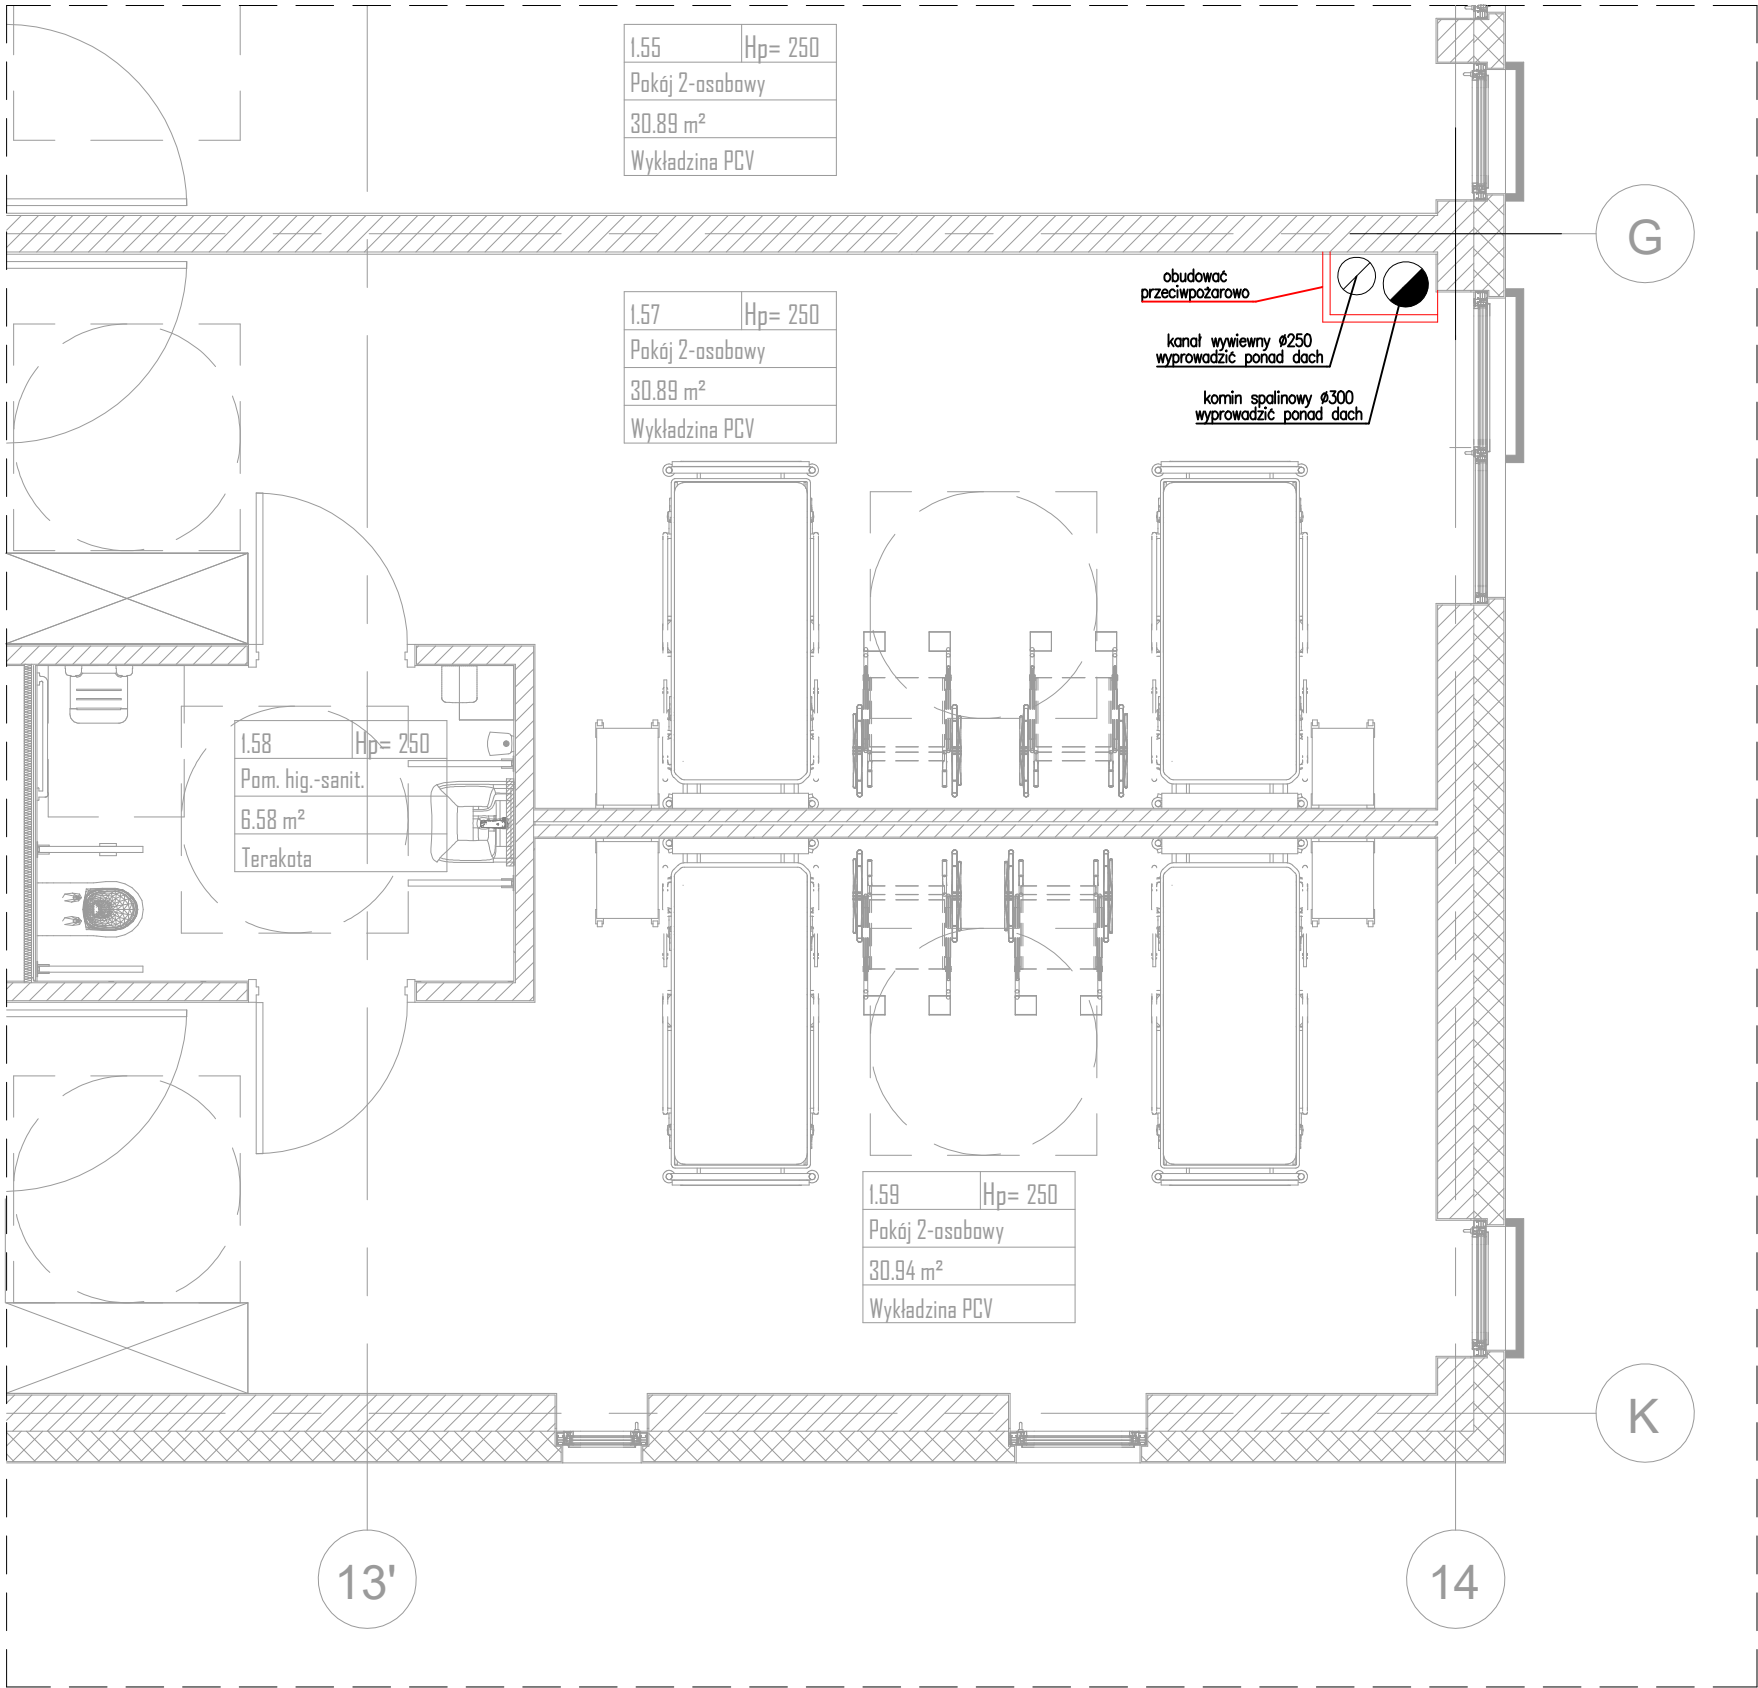 1.55 Hp= 250
Pokój 2-osobowy
30.89 m²
Wykładzina PCV
G
obudować
przeciwpożarowo
1.57 Hp= 250
Pokój 2-osobowy
30.89 m²
Wykładzina PCV
kanał wywiewny ø250
wyprowadzić ponad dach
komin spalinowy ø300
wyprowadzić ponad dach
1.58 Hp= 250
Pom. hig.-sanit.
6.58 m²
Terakota
1.59 Hp= 250
Pokój 2-osobowy
30.94 m²
Wykładzina PCV
K
13'
14